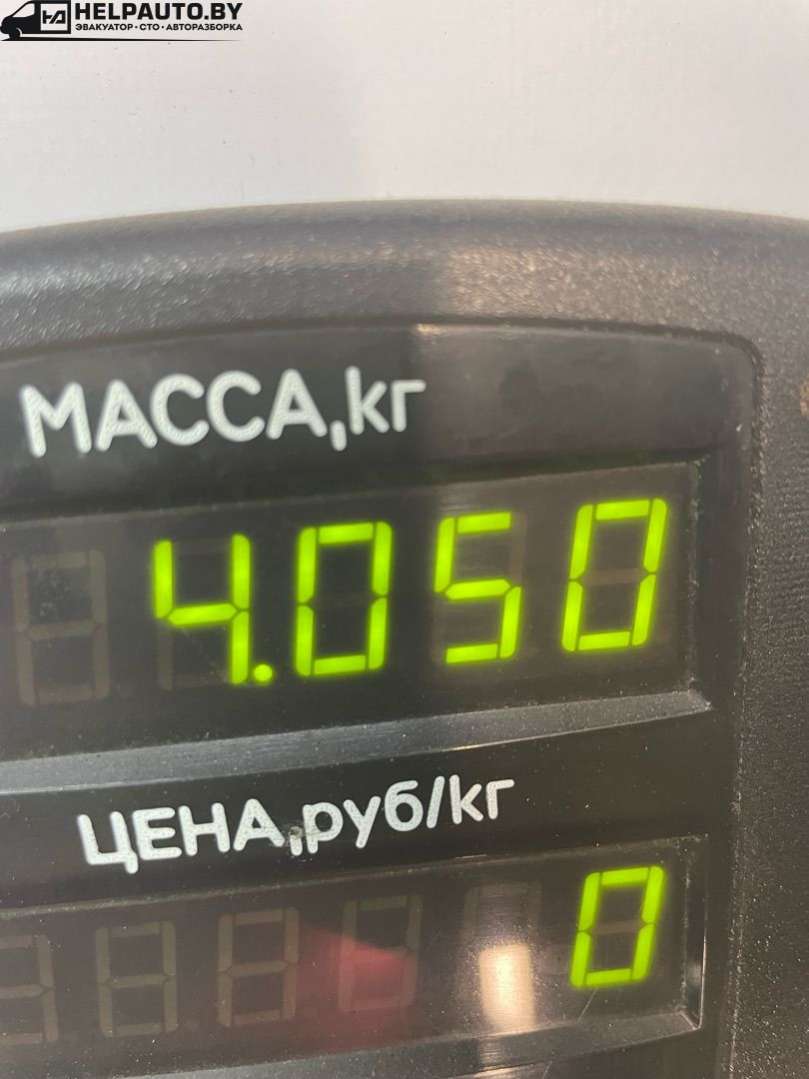 HELPAUTO.BY
ЭВАКУАТОР • СТО • АВТОРАЗБОРКА
МАССА,кг
4.050
ЦЕНА,руб/кг
0